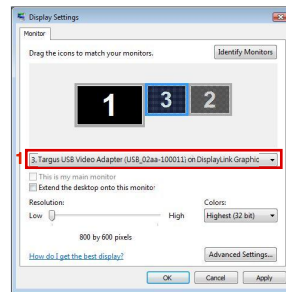 Display Settings
Monitor
Drag the icons to match your monitors.
Identify Monitors
1 3 2
1
3. Targus USB Video Adapter (USB_02aa-100011) on DisplayLink Graphic
This is my main monitor
Extend the desktop onto this monitor
Resolution:
Colors:
Low High
Highest (32 bit)
800 by 600 pixels
How do I get the best display?
Advanced Settings...
OK Cancel Apply